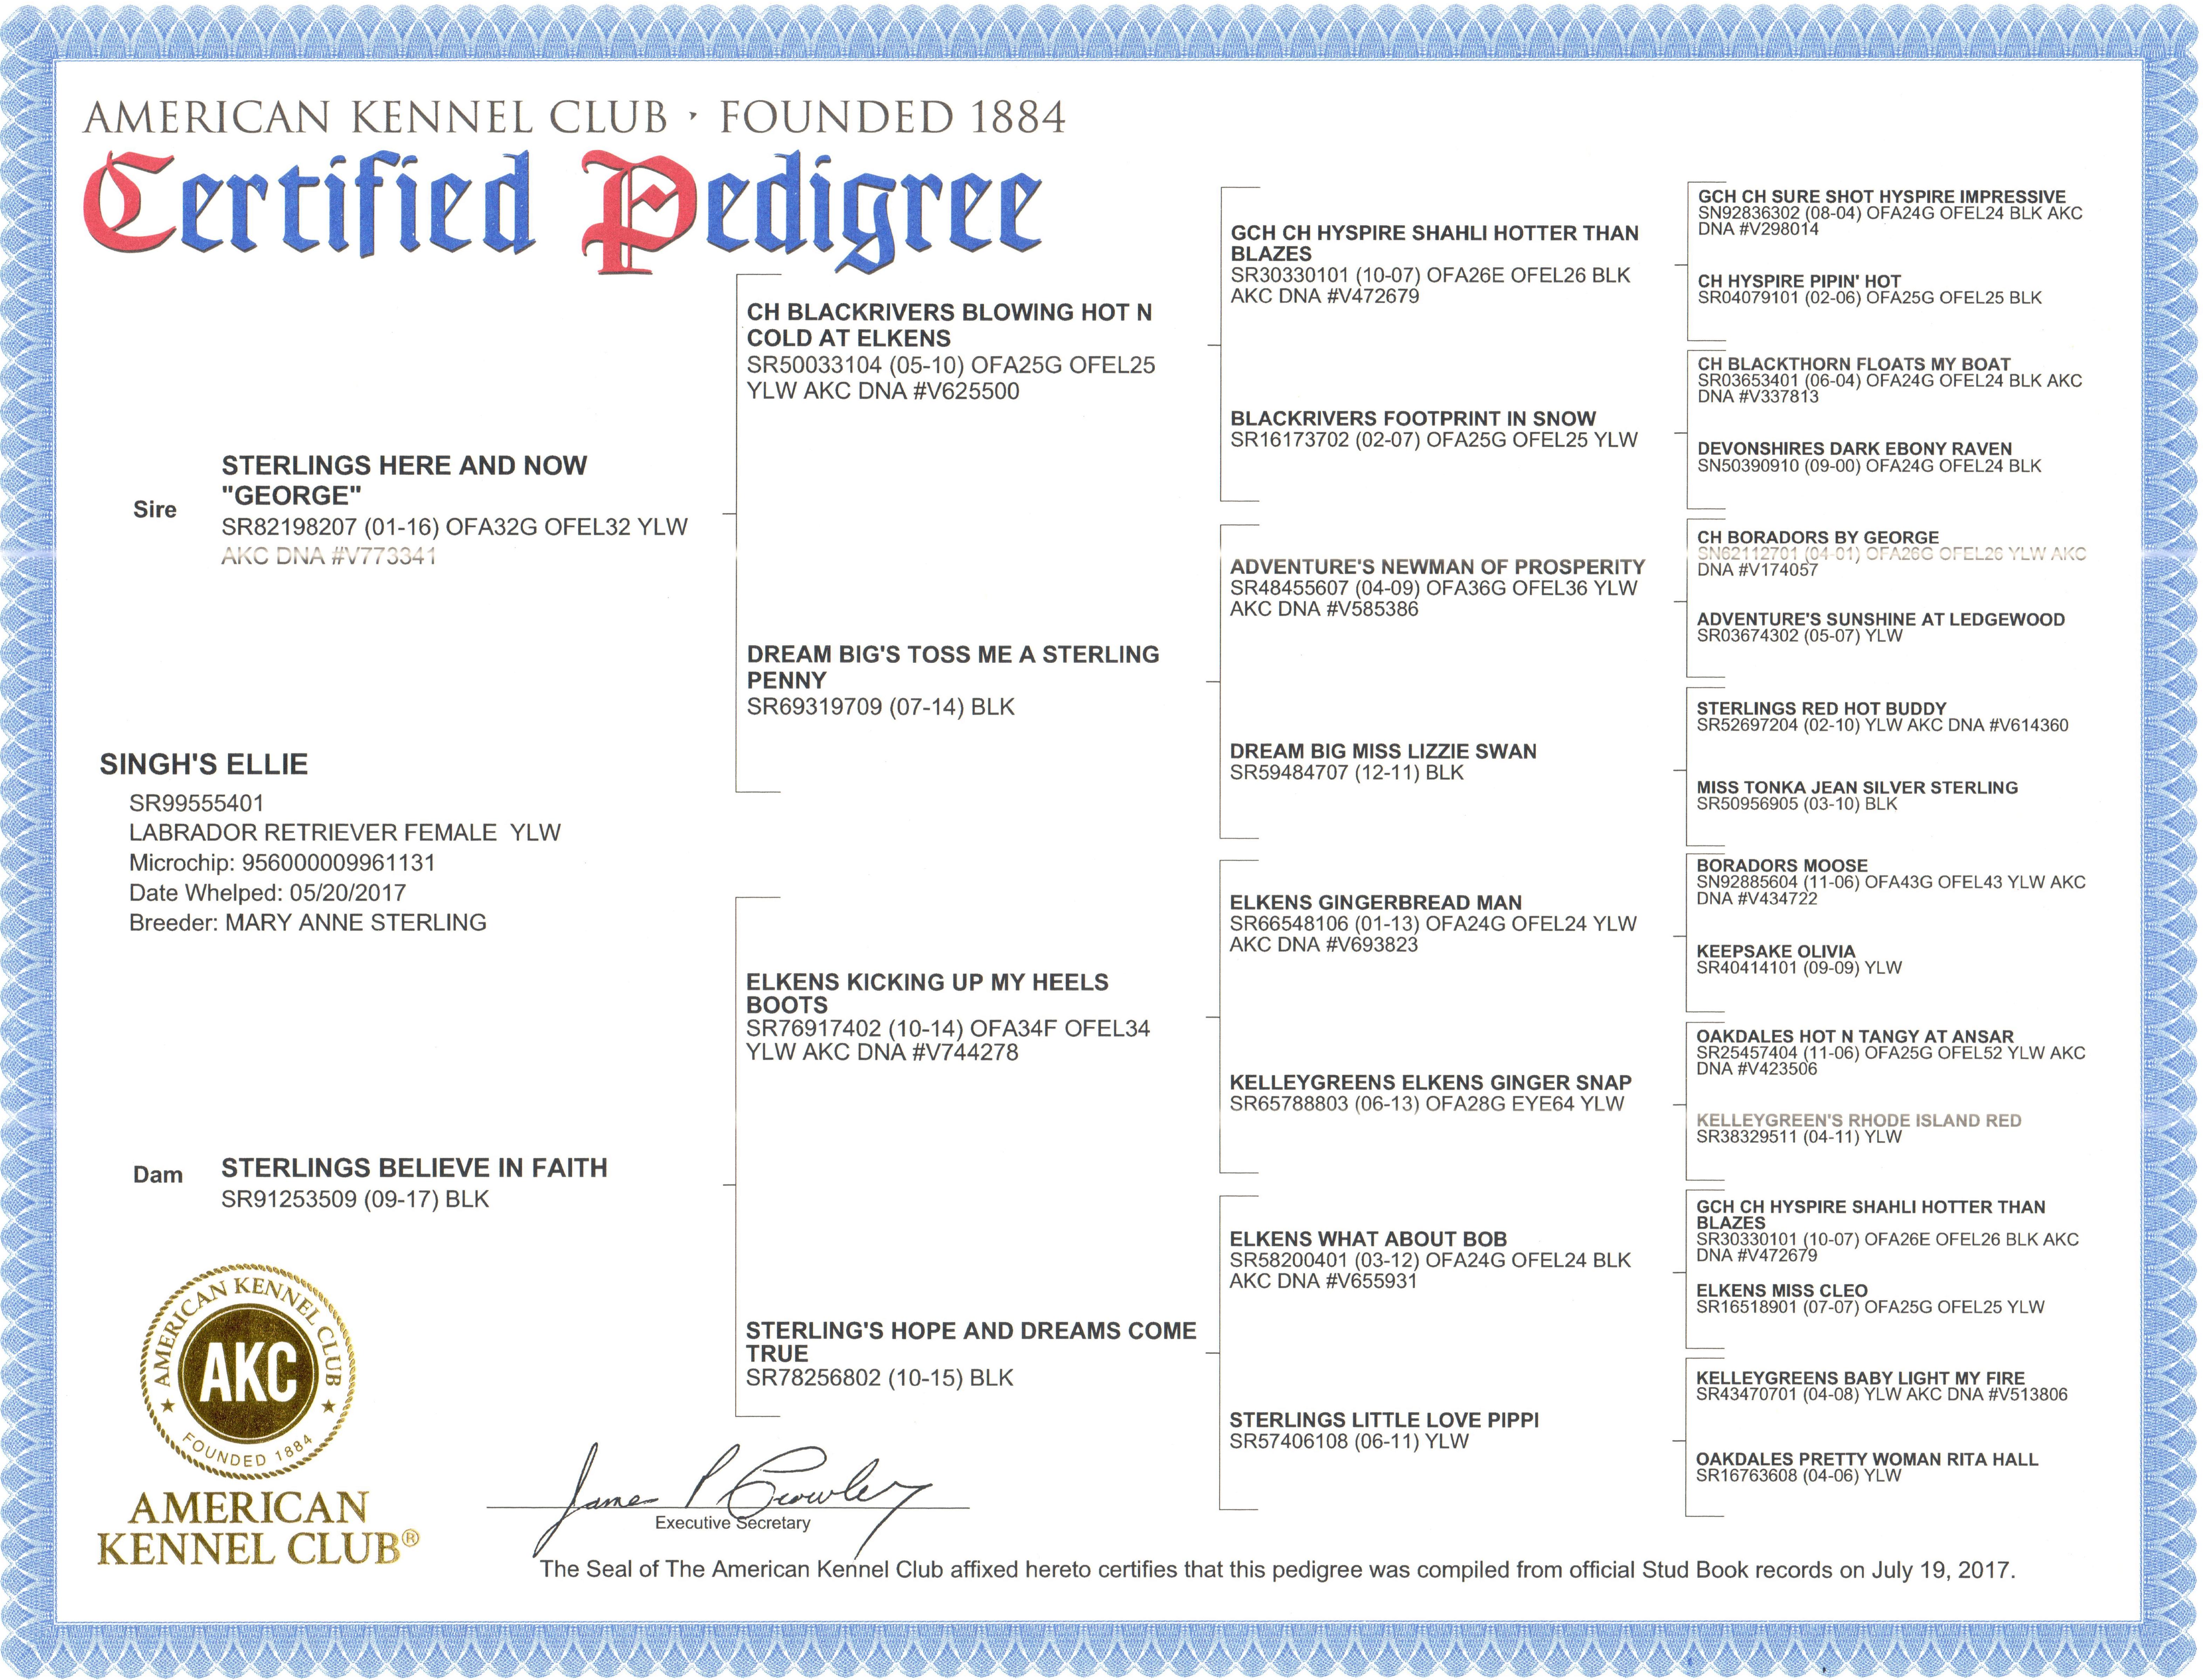 AMERICAN KENNEL CLUB · FOUNDED 1884
Certified Pedigree
Sire
STERLINGS HERE AND NOW
"GEORGE"
SR82198207 (01-16) OFA32G OFEL32 YLW
AKC DNA #V773341
SINGH'S ELLIE
SR99555401
LABRADOR RETRIEVER FEMALE YLW
Microchip: 956000009961131
Date Whelped: 05/20/2017
Breeder: MARY ANNE STERLING
Dam
STERLINGS BELIEVE IN FAITH
SR91253509 (09-17) BLK
CH BLACKRIVERS BLOWING HOT N
COLD AT ELKENS
SR50033104 (05-10) OFA25G OFEL25
YLW AKC DNA #V625500
DREAM BIG'S TOSS ME A STERLING
PENNY
SR69319709 (07-14) BLK
ELKENS KICKING UP MY HEELS
BOOTS
SR76917402 (10-14) OFA34F OFEL34
YLW AKC DNA #V744278
STERLING'S HOPE AND DREAMS COME
TRUE
SR78256802 (10-15) BLK
GCH CH HYSPIRE SHAHLI HOTTER THAN
BLAZES
SR30330101 (10-07) OFA26E OFEL26 BLK
AKC DNA #V472679
BLACKRIVERS FOOTPRINT IN SNOW
SR16173702 (02-07) OFA25G OFEL25 YLW
ADVENTURE'S NEWMAN OF PROSPERITY
SR48455607 (04-09) OFA36G OFEL36 YLW
AKC DNA #V585386
DREAM BIG MISS LIZZIE SWAN
SR59484707 (12-11) BLK
ELKENS GINGERBREAD MAN
SR66548106 (01-13) OFA24G OFEL24 YLW
AKC DNA #V693823
KELLEYGREENS ELKENS GINGER SNAP
SR65788803 (06-13) OFA28G EYE64 YLW
ELKENS WHAT ABOUT BOB
SR58200401 (03-12) OFA24G OFEL24 BLK
AKC DNA #V655931
STERLINGS LITTLE LOVE PIPPI
SR57406108 (06-11) YLW
GCH CH SURE SHOT HYSPIRE IMPRESSIVE
SN92836302 (08-04) OFA24G OFEL24 BLK AKC
DNA #V298014
CH HYSPIRE PIPIN' HOT
SR04079101 (02-06) OFA25G OFEL25 BLK
CH BLACKTHORN FLOATS MY BOAT
SR03653401 (06-04) OFA24G OFEL24 BLK AKC
DNA #V337813
DEVONSHIRES DARK EBONY RAVEN
SN50390910 (09-00) OFA24G OFEL24 BLK
CH BORADORS BY GEORGE
SN62112701 (04-01) OFA26G OFEL26 YLW AKC
DNA #V174057
ADVENTURE'S SUNSHINE AT LEDGEWOOD
SR03674302 (05-07) YLW
STERLINGS RED HOT BUDDY
SR52697204 (02-10) YLW AKC DNA #V614360
MISS TONKA JEAN SILVER STERLING
SR50956905 (03-10) BLK
BORADORS MOOSE
SN92885604 (11-06) OFA43G OFEL43 YLW AKC
DNA #V434722
KEEPSAKE OLIVIA
SR40414101 (09-09) YLW
OAKDALES HOT N TANGY AT ANSAR
SR25457404 (11-06) OFA25G OFEL52 YLW AKC
DNA #V423506
KELLEYGREEN'S RHODE ISLAND RED
SR38329511 (04-11) YLW
GCH CH HYSPIRE SHAHLI HOTTER THAN
BLAZES
SR30330101 (10-07) OFA26E OFEL26 BLK AKC
DNA #V472679
ELKENS MISS CLEO
SR16518901 (07-07) OFA25G OFEL25 YLW
KELLEYGREENS BABY LIGHT MY FIRE
SR43470701 (04-08) YLW AKC DNA #V513806
OAKDALES PRETTY WOMAN RITA HALL
SR16763608 (04-06) YLW
AMERICAN KENNEL CLUB
AKC
FOUNDED 1884
AMERICAN
KENNEL CLUB®
James P Crowley
Executive Secretary
The Seal of The American Kennel Club affixed hereto certifies that this pedigree was compiled from official Stud Book records on July 19, 2017.